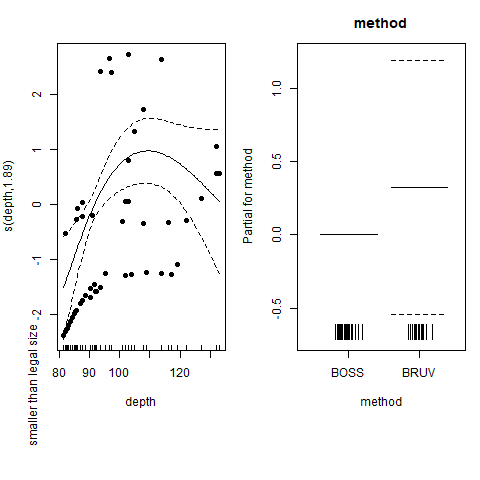 method
s(depth,1.89)
smaller than legal size
-2
-1
0
1
2
80
90
100
120
depth
Partial for method
-0.5
0.0
0.5
1.0
BOSS
BRUV
method